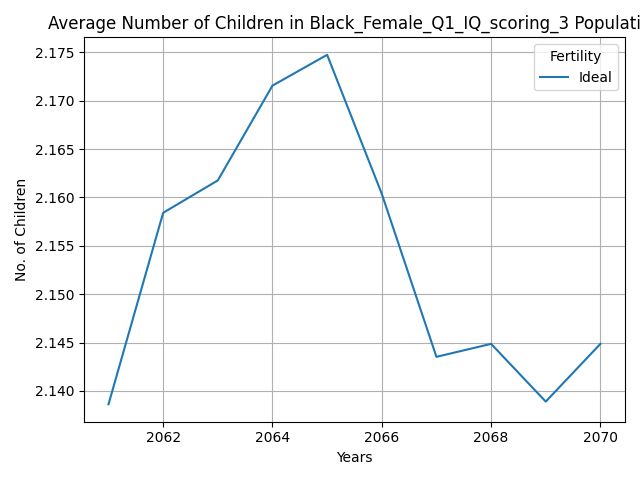 Average Number of Children in Black_Female_Q1_IQ_scoring_3 Populati
Fertility
Ideal
No. of Children
2.175
2.170
2.165
2.160
2.155
2.150
2.145
2.140
2062 2064 2066 2068 2070
Years